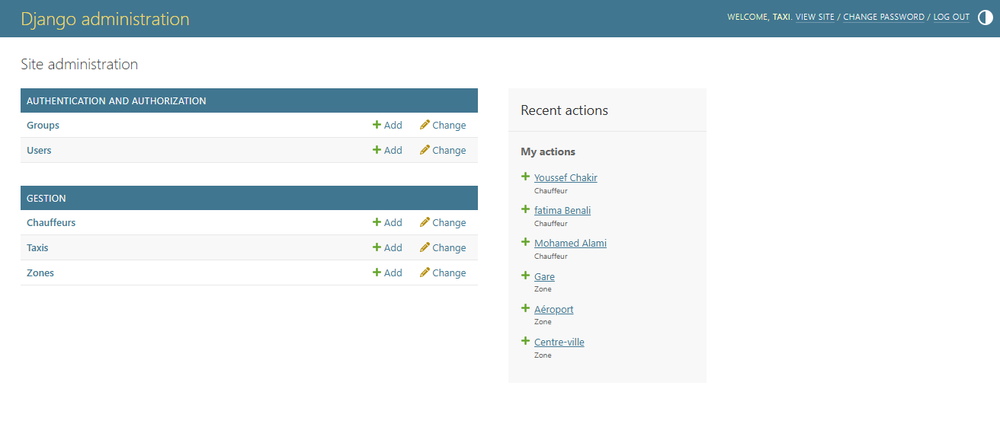 Django administration
WELCOME, TAXI. VIEW SITE / CHANGE PASSWORD / LOG OUT
Site administration
AUTHENTICATION AND AUTHORIZATION
Groups Add Change
Users Add Change
GESTION
Chauffeurs Add Change
Taxis Add Change
Zones Add Change
Recent actions
My actions
Youssef Chakir
Chauffeur
fatima Benali
Chauffeur
Mohamed Alami
Chauffeur
Gare
Zone
Aéroport
Zone
Centre-ville
Zone